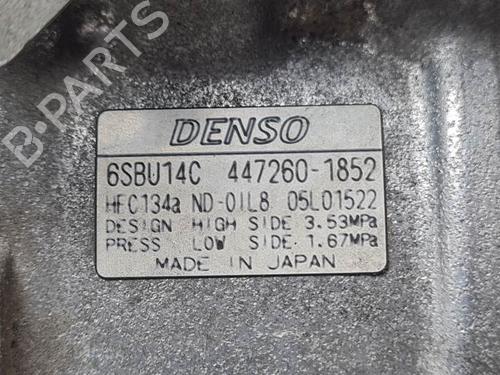 B-PARTS
DENSO
6SBU14C 447260-1852
HFC134a ND-OIL8 05L01522
DESIGN HIGH SIDE 3.53MPa
PRESS LOW SIDE 1.67MPa
MADE IN JAPAN